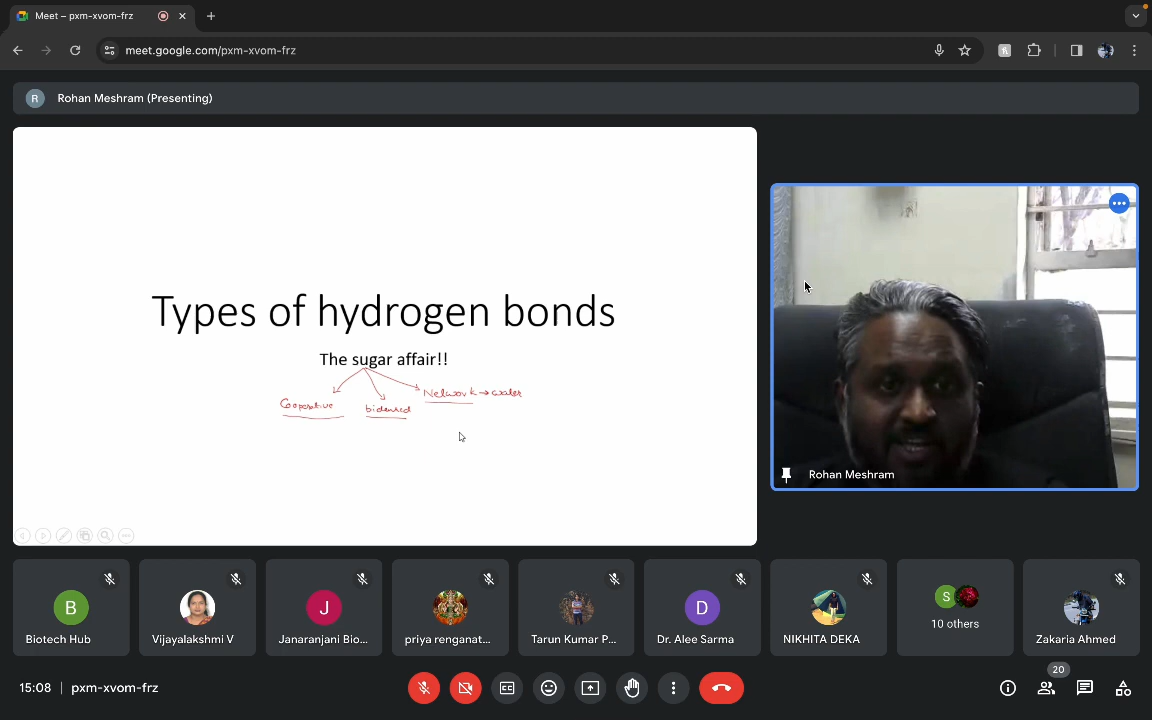 Meet – pxm-xvom-frz
meet.google.com/pxm-xvom-frz
R
Rohan Meshram (Presenting)
Types of hydrogen bonds
The sugar affair!!
Cooperative
Network → water
Rohan Meshram
B
Biotech Hub
Vijayalakshmi V
J
Janaranjani Bio...
priya renganat...
Tarun Kumar P...
D
Dr. Alee Sarma
NIKHITA DEKA
S
10 others
Zakaria Ahmed
15:08 | pxm-xvom-frz
CC
20